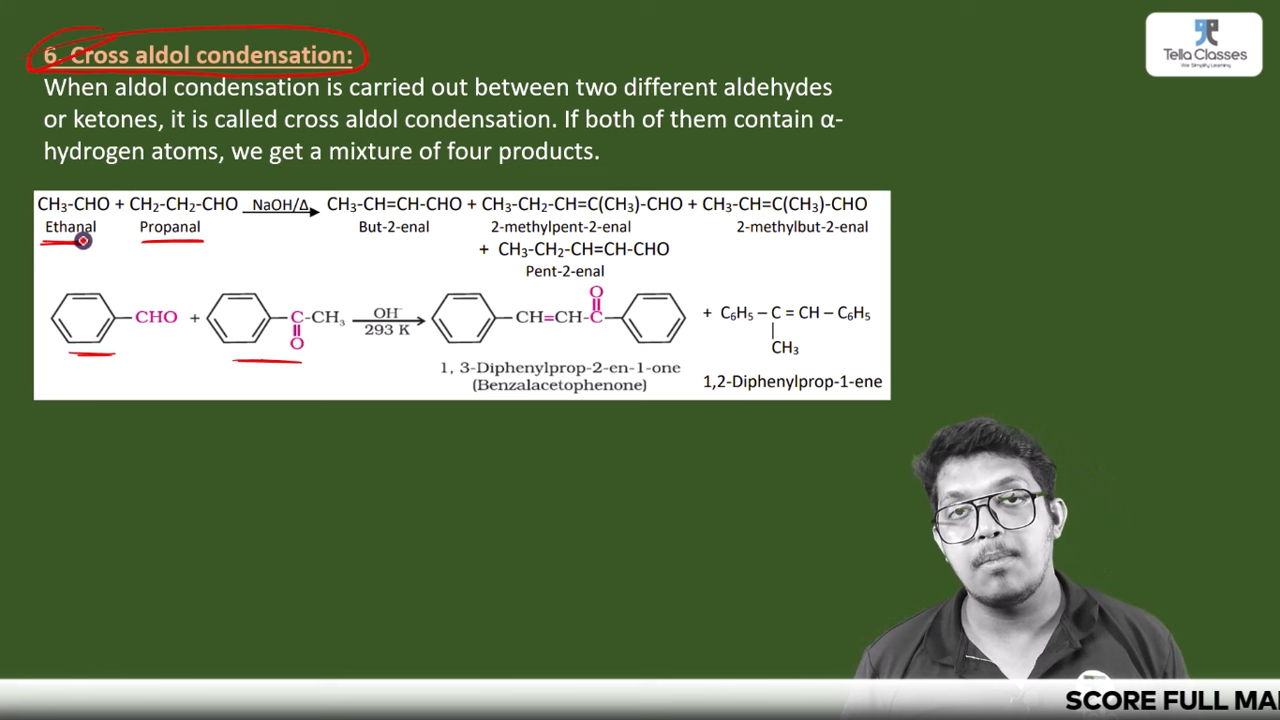 Tella Classes
We Simplify Learning
6. Cross aldol condensation:
When aldol condensation is carried out between two different aldehydes
or ketones, it is called cross aldol condensation. If both of them contain α-
hydrogen atoms, we get a mixture of four products.
CH₃-CHO + CH₂-CH₂-CHO NaOH/Δ CH₃-CH=CH-CHO + CH₃-CH₂-CH=C(CH₃)-CHO + CH₃-CH=C(CH₃)-CHO
Ethanal Propanal But-2-enal 2-methylpent-2-enal 2-methylbut-2-enal
+ CH₃-CH₂-CH=CH-CHO
Pent-2-enal
O
CHO + C-CH₃ OH⁻ CH=CH-C + C₆H₅ – C = CH – C₆H₅
O 293 K CH₃
1, 3-Diphenylprop-2-en-1-one
(Benzalacetophenone) 1,2-Diphenylprop-1-ene
SCORE FULL MA